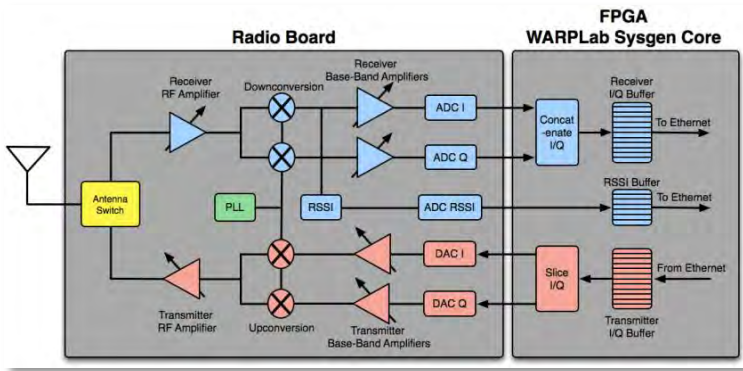 FPGA
WARPLab Sysgen Core
Radio Board
Receiver
RF Amplifier
Downconversion
Receiver
Base-Band Amplifiers
Receiver
I/Q Buffer
ADC I
ADC Q
Concat
-enate
I/Q
To Ethernet
Antenna
Switch
PLL
RSSI
ADC RSSI
RSSI Buffer
To Ethernet
DAC I
DAC Q
Slice
I/Q
From Ethernet
Transmitter
RF Amplifier
Upconversion
Transmitter
Base-Band Amplifiers
Transmitter
I/Q Buffer